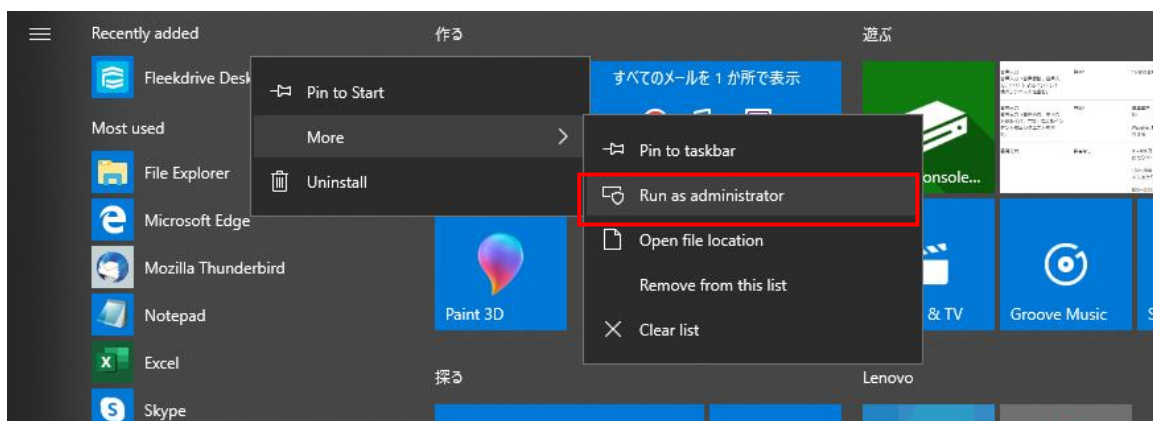 Recently added
作る
遊ぶ
Fleekdrive Desk
すべてのメールを 1 か所で表示
Pin to Start
Most used
More
Pin to taskbar
File Explorer
Uninstall
Run as administrator
onsole...
Microsoft Edge
Open file location
Mozilla Thunderbird
Remove from this list
Notepad
Paint 3D
Clear list
& TV
Groove Music
S
Excel
探る
Lenovo
Skype